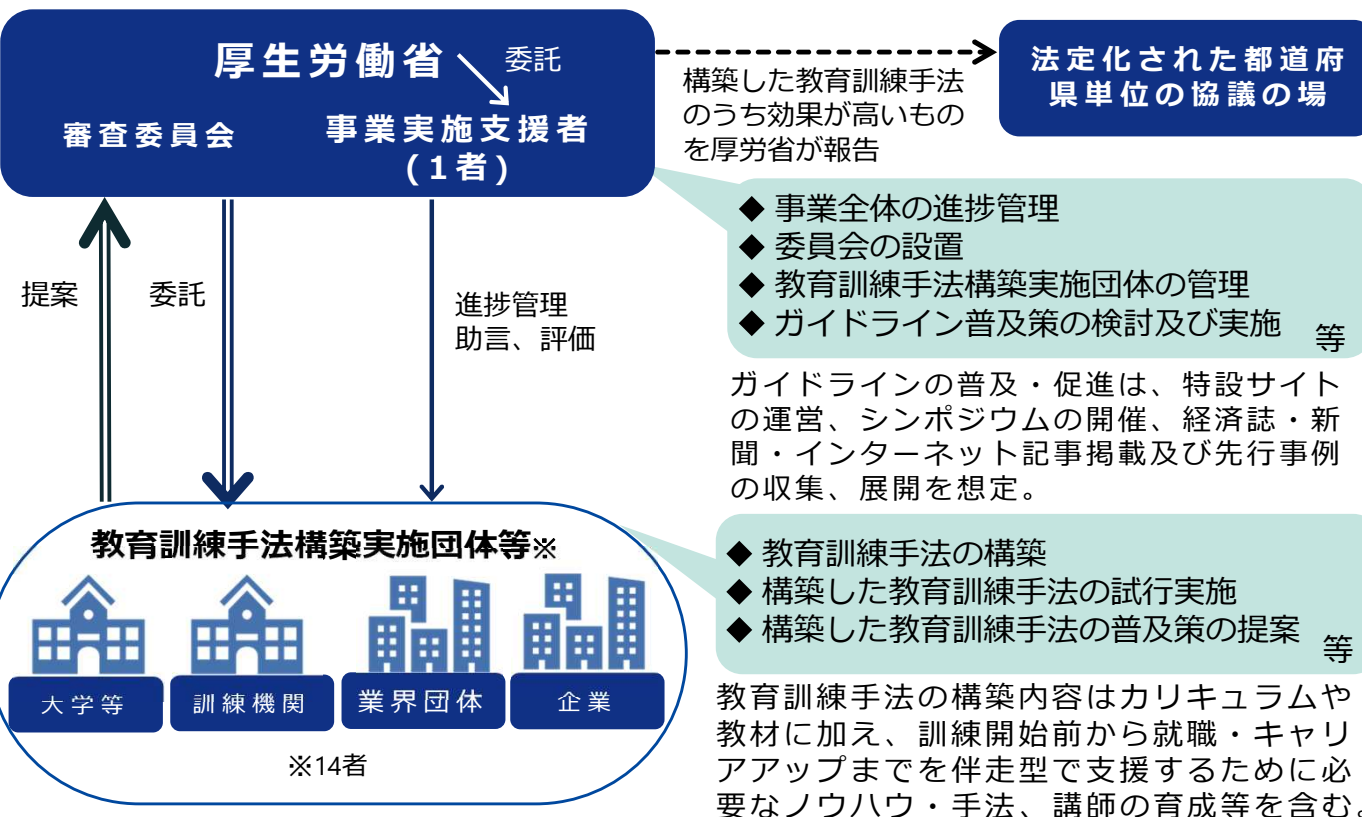 厚生労働省
委託
審査委員会
事業実施支援者
(1者)
構築した教育訓練手法
のうち効果が高いもの
を厚労省が報告
法定化された都道府
県単位の協議の場
◆ 事業全体の進捗管理
◆ 委員会の設置
◆ 教育訓練手法構築実施団体の管理
◆ ガイドライン普及策の検討及び実施 等
ガイドラインの普及・促進は、特設サイト
の運営、シンポジウムの開催、経済誌・新
聞・インターネット記事掲載及び先行事例
の収集、展開を想定。
提案
委託
進捗管理
助言、評価
教育訓練手法構築実施団体等※
大学等
訓練機関
業界団体
企業
※14者
◆ 教育訓練手法の構築
◆ 構築した教育訓練手法の試行実施
◆ 構築した教育訓練手法の普及策の提案 等
教育訓練手法の構築内容はカリキュラムや
教材に加え、訓練開始前から就職・キャリ
アアップまでを伴走型で支援するために必
要なノウハウ・手法、講師の育成等を含む。